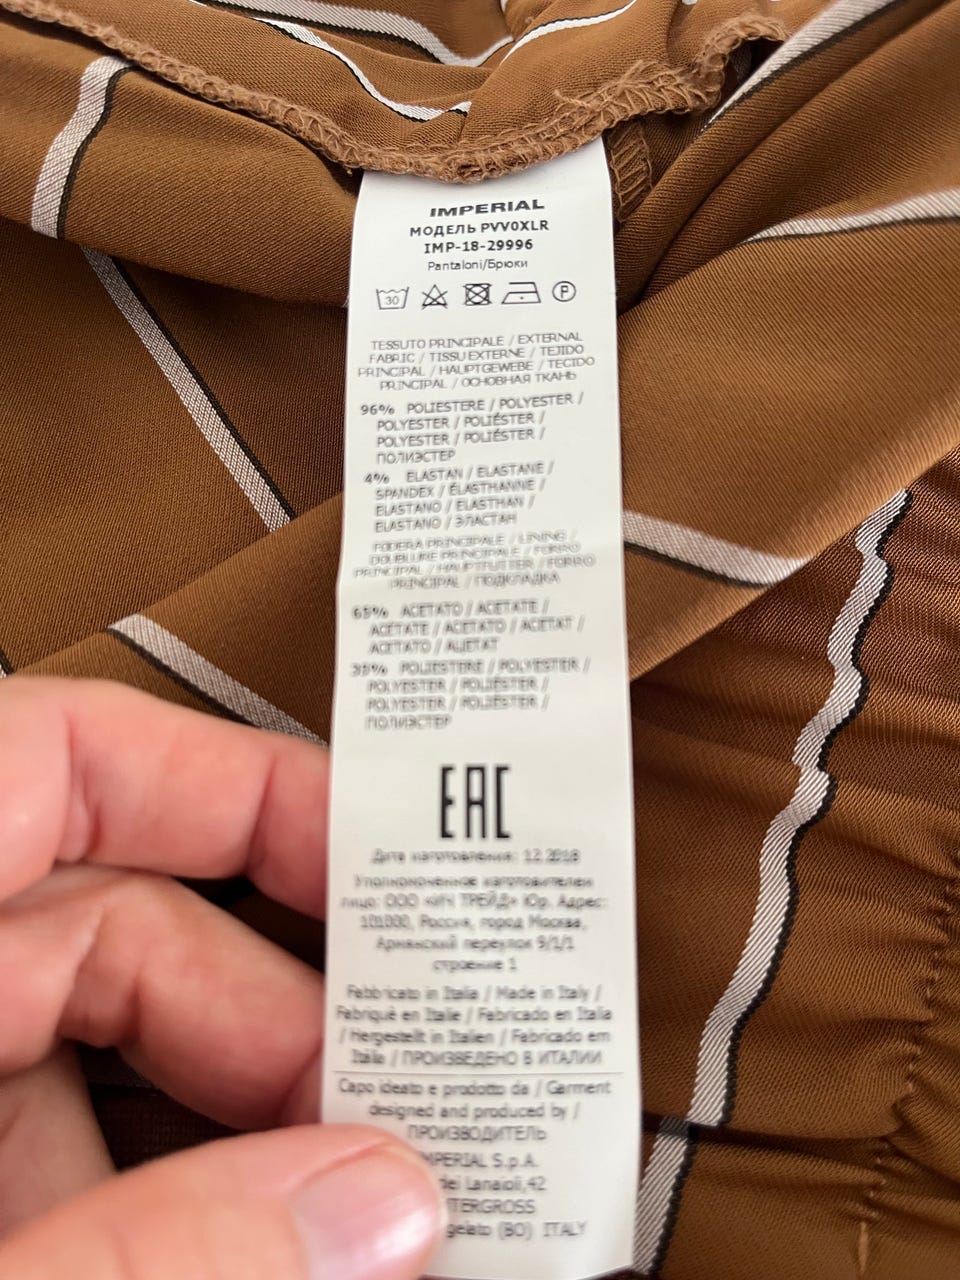 IMPERIAL
МОДЕЛЬ PVV0XLR
IMP-18-29996
Pantaloni/Брюки
30 P
TESSUTO PRINCIPALE / EXTERNAL
FABRIC / TISSU EXTERNE / TEJIDO
PRINCIPAL / HAUPTGEWEBE / TECIDO
PRINCIPAL / ОСНОВНАЯ ТКАНЬ
96% POLIESTERE / POLYESTER /
POLYESTER / POLIÉSTER /
POLYESTER / POLIÉSTER /
ПОЛИЭСТЕР
4% ELASTAN / ELASTANE /
SPANDEX / ÉLASTHANNE /
ELASTANO / ELASTHAN /
ELASTANO / ЭЛАСТАН
FODERA PRINCIPALE / LINING /
DOUBLURE PRINCIPALE / FORRO
PRINCIPAL / HAUPTFUTTER / FORRO
PRINCIPAL / ПОДКЛАДКА
65% ACETATO / ACETATE /
ACÉTATE / ACETATO / ACETAT /
ACETATO / АЦЕТАТ
POLIESTERE / POLYESTER /
POLYESTER / POLIÉSTER /
POLYESTER / POLIÉSTER /
ПОЛИЭСТЕР
EAC
Дата изготовления: 12.2018
Уполномоченное изготовителем
лицо: ООО «ИЧ ТРЕЙД» Юр. Адрес:
101000, Россия, город Москва,
Армянский переулок 9/1/1
строение 1
Fabbricato in Italia / Made in Italy /
Fabriqué en Italie / Fabricado en Italia
/ Hergestellt in Italien / Fabricado em
Itália / ПРОИЗВЕДЕНО В ИТАЛИИ
Capo ideato e prodotto da / Garment
designed and produced by /
ПРОИЗВОДИТЕЛЬ
MPERIAL S.p.A.
dei Lanaioli,42
TERGROSS
gelato (BO) ITALY